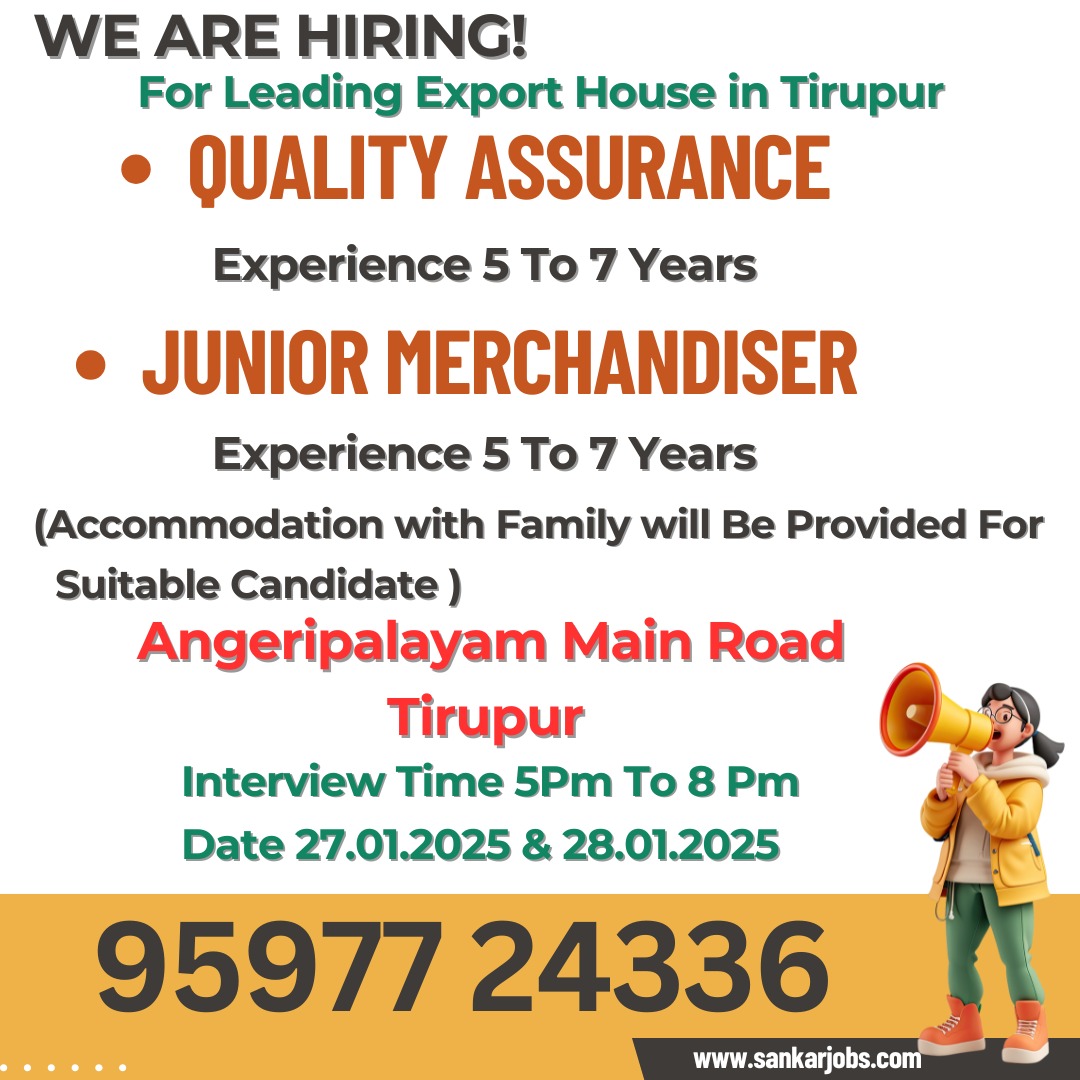 WE ARE HIRING!
For Leading Export House in Tirupur
• QUALITY ASSURANCE
Experience 5 To 7 Years
• JUNIOR MERCHANDISER
Experience 5 To 7 Years
(Accommodation with Family will Be Provided For
Suitable Candidate )
Angeripalayam Main Road
Tirupur
Interview Time 5Pm To 8 Pm
Date 27.01.2025 & 28.01.2025
95977 24336
www.sankarjobs.com